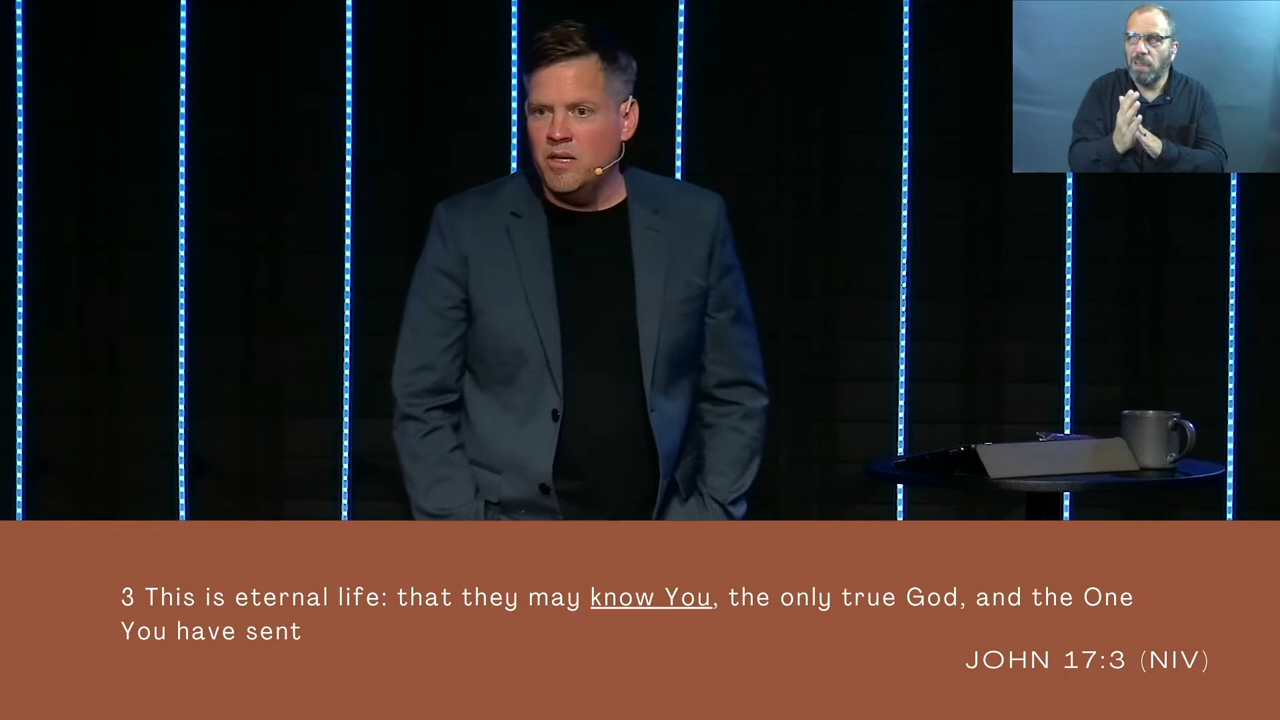 3 This is eternal life: that they may know You, the only true God, and the One
You have sent
JOHN 17:3 (NIV)